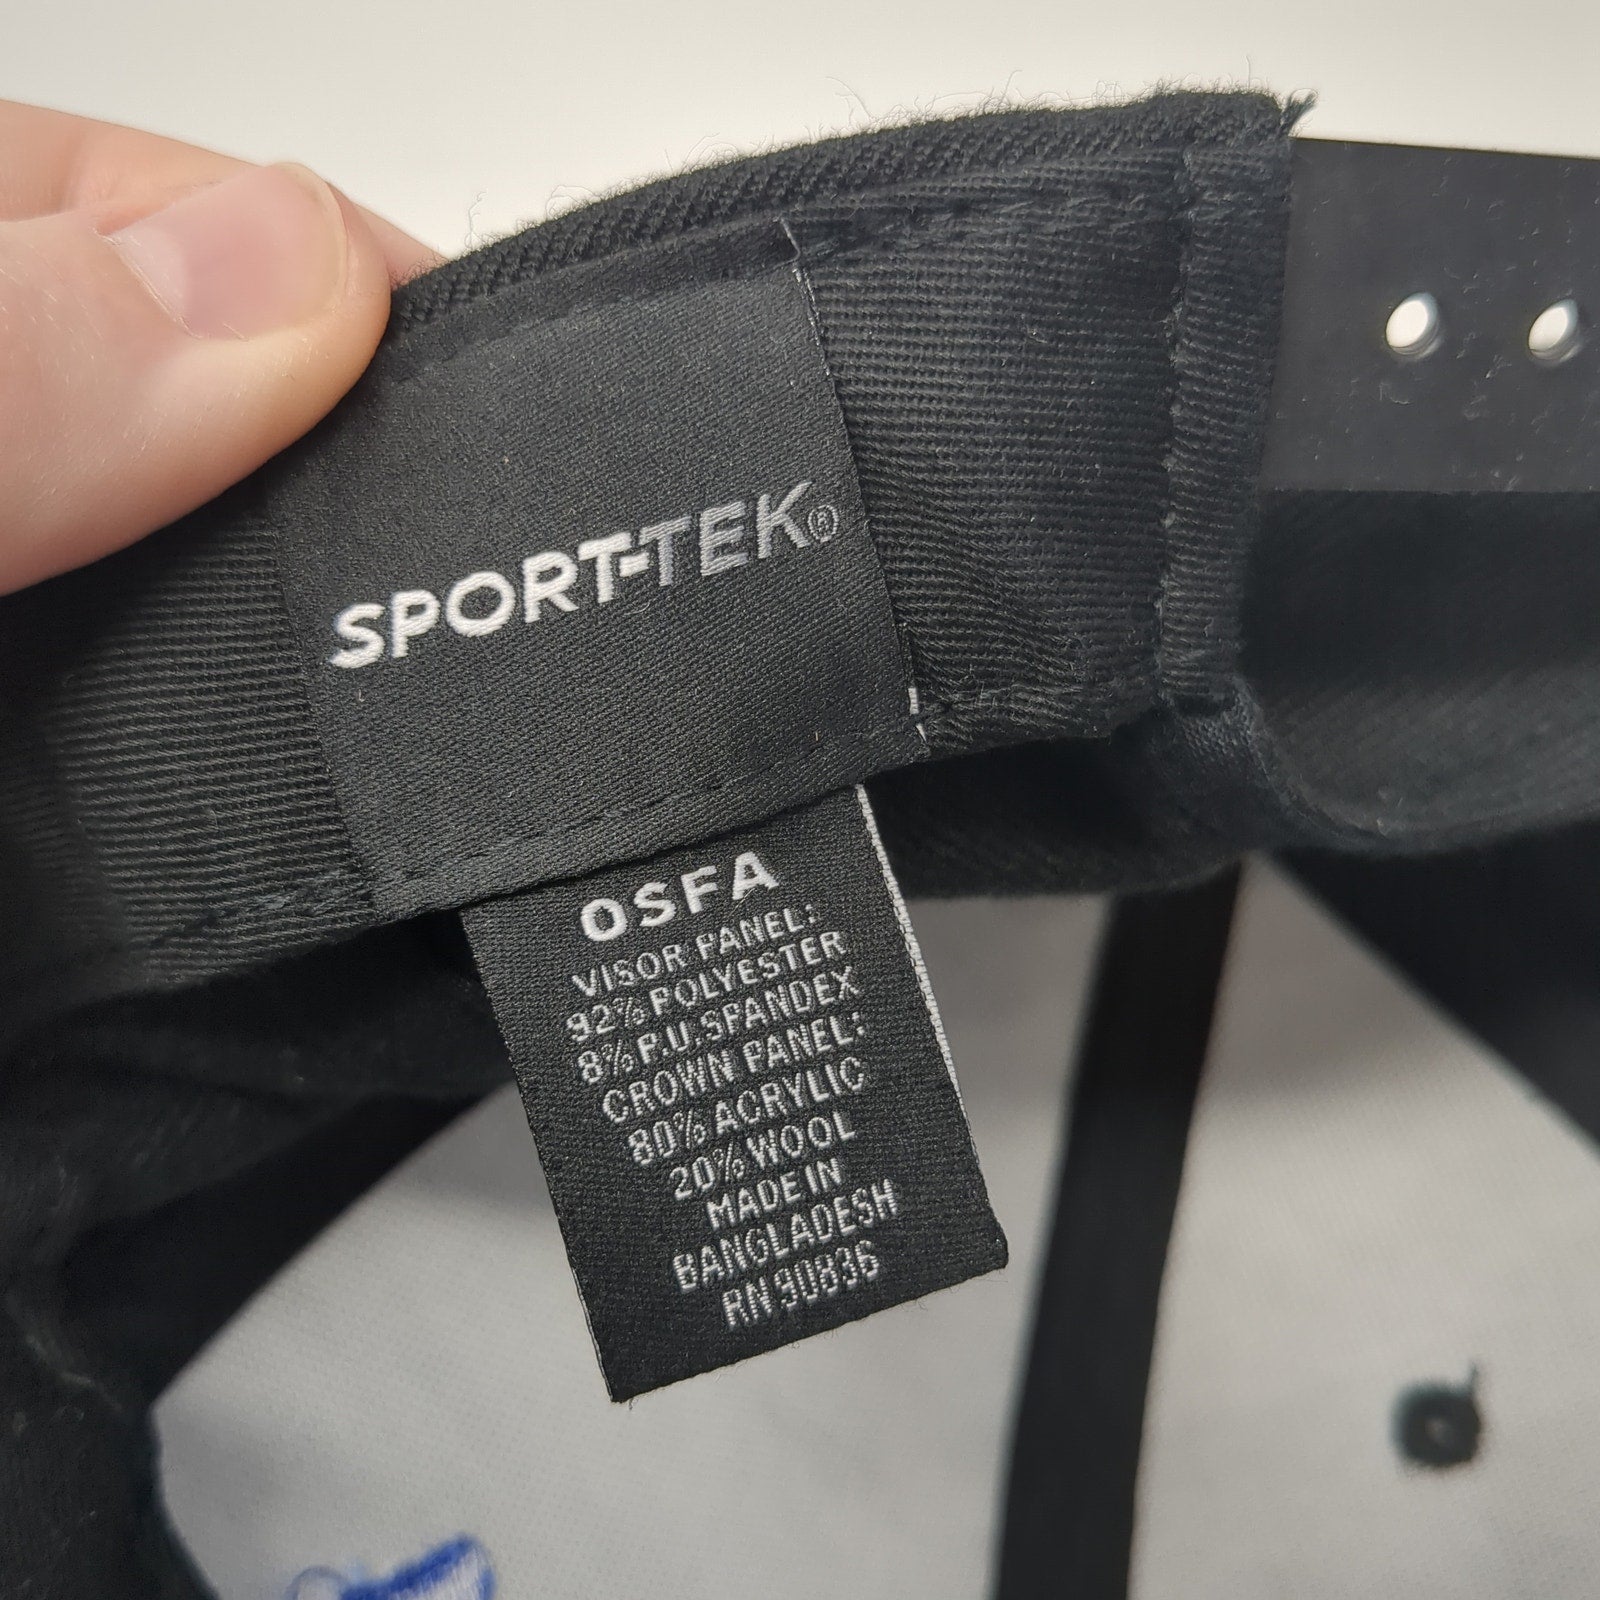 SPORT-TEK®
OSFA
VISOR PANEL:
92% POLYESTER
8% P.U.SPANDEX
CROWN PANEL:
80% ACRYLIC
20% WOOL
MADE IN
BANGLADESH
RN 90836